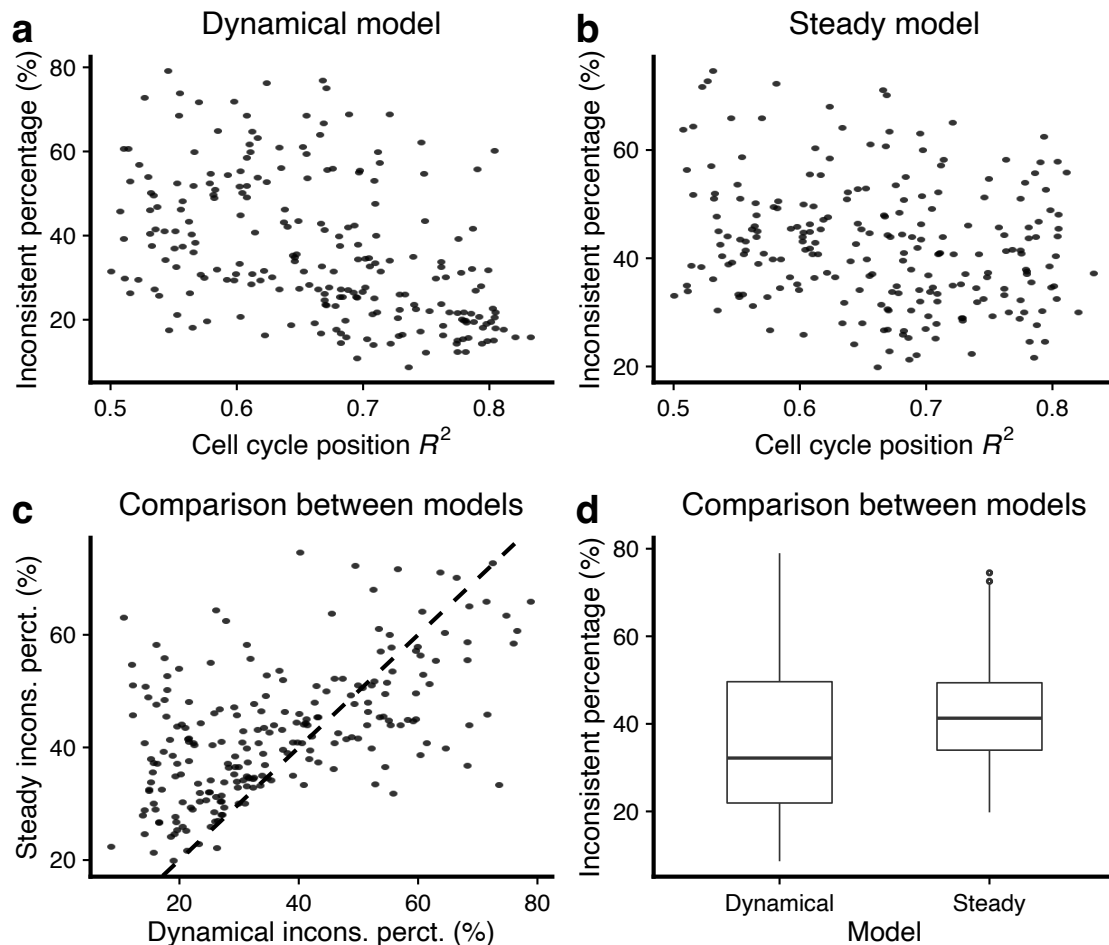 a Dynamical model
Inconsistent percentage (%)
80
60
40
20
0.5 0.6 0.7 0.8
Cell cycle position R²
b Steady model
Inconsistent percentage (%)
60
40
20
0.5 0.6 0.7 0.8
Cell cycle position R²
c Comparison between models
Steady incons. perct. (%)
60
40
20
20 40 60 80
Dynamical incons. perct. (%)
d Comparison between models
Inconsistent percentage (%)
80
60
40
20
Dynamical Steady
Model